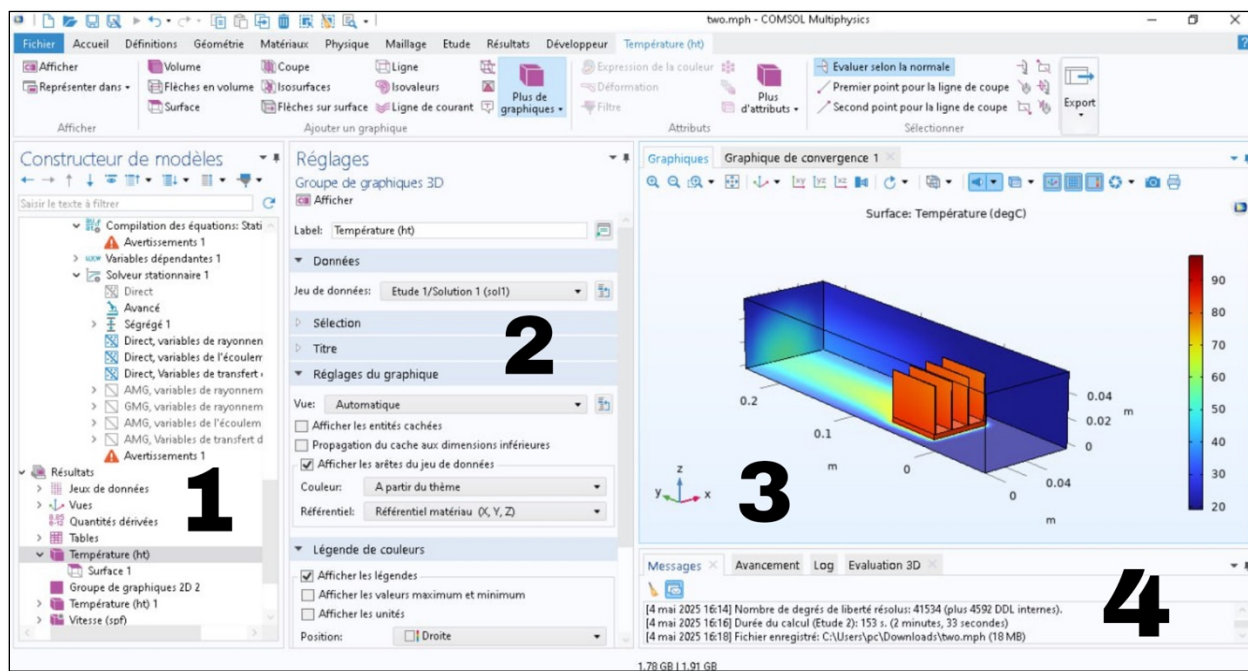 two.mph - COMSOL Multiphysics
Fichier Accueil Définitions Géométrie Matériaux Physique Maillage Etude Résultats Développeur Température (ht)
Afficher
Représenter dans
Afficher
Volume Coupe Ligne
Flèches en volume Isosurfaces Isovaleurs
Surface Flèches sur surface Ligne de courant
Plus de
graphiques
Ajouter un graphique
Expression de la couleur
Déformation
Filtre
Plus
d'attributs
Attributs
Evaluer selon la normale
Premier point pour la ligne de coupe
Second point pour la ligne de coupe
Sélectionner
Export
Constructeur de modèles
Saisir le texte à filtrer
Compilation des équations: Stati
Avertissements 1
Variables dépendantes 1
Solveur stationnaire 1
Direct
Avancé
Ségrégé 1
Direct, variables de rayonnen
Direct, variables de l'écoulem
Direct, Variables de transfert
AMG, variables de rayonnem
GMG, variables de rayonnem
AMG, variables de l'écoulem
AMG, Variables de transfert d
Avertissements 1
Résultats
Jeux de données
Vues
8.85
e-12
Quantités dérivées
Tables
Température (ht)
Surface 1
Groupe de graphiques 2D 2
Température (ht) 1
Vitesse (spf)
1
Réglages
Groupe de graphiques 3D
Afficher
Label: Température (ht)
Données
Jeu de données: Etude 1/Solution 1 (sol1)
Sélection
Titre
Réglages du graphique
Vue: Automatique
Afficher les entités cachées
Propagation du cache aux dimensions inférieures
Afficher les arêtes du jeu de données
Couleur: A partir du thème
Référentiel: Référentiel matériau (X, Y, Z)
Légende de couleurs
Afficher les légendes
Afficher les valeurs maximum et minimum
Afficher les unités
Position: Droite
2
Graphiques Graphique de convergence 1
xy yz xz
Surface: Température (degC)
90
80
70
60
50
40
30
20
0.2
0.1
m
0
0
0.04
m
0.04
0.02
m
0
z
y x
3
Messages Avancement Log Evaluation 3D
[4 mai 2025 16:14] Nombre de degrés de liberté résolus: 41534 (plus 4592 DDL internes).
[4 mai 2025 16:16] Durée du calcul (Etude 2): 153 s. (2 minutes, 33 secondes)
[4 mai 2025 16:18] Fichier enregistré: C:\Users\pc\Downloads\two.mph (18 MB)
4
1.78 GB | 1.91 GB